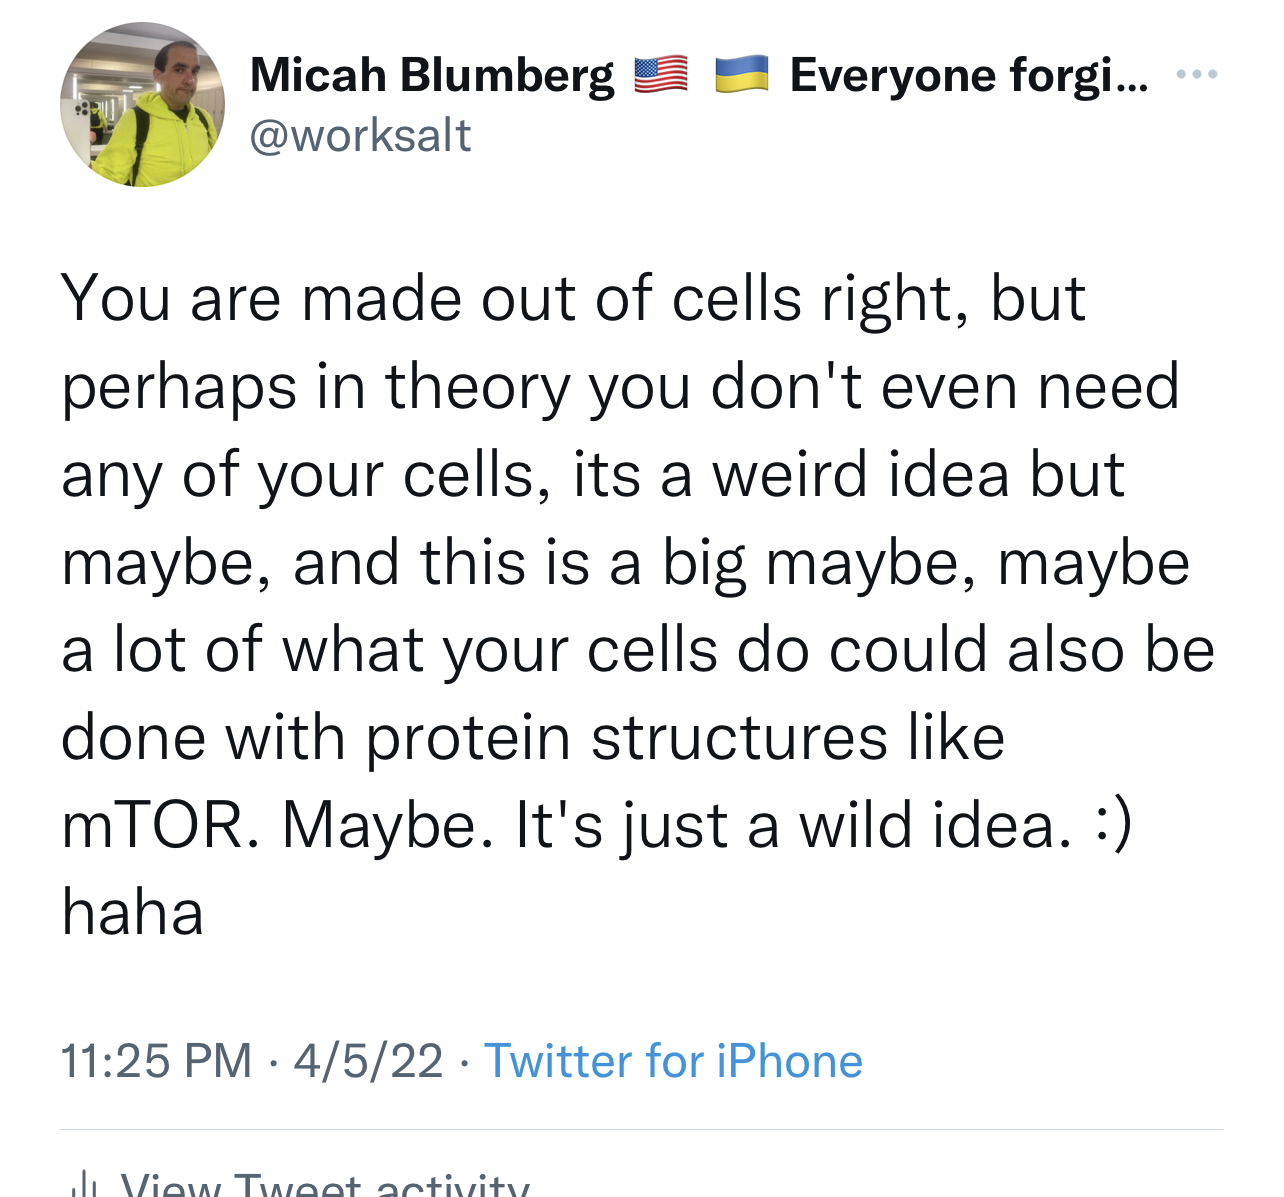 Micah Blumberg 🇺🇸 🇺🇦 Everyone forgi...
@worksalt
You are made out of cells right, but
perhaps in theory you don't even need
any of your cells, its a weird idea but
maybe, and this is a big maybe, maybe
a lot of what your cells do could also be
done with protein structures like
mTOR. Maybe. It's just a wild idea. :)
haha
11:25 PM · 4/5/22 · Twitter for iPhone
View Tweet activity